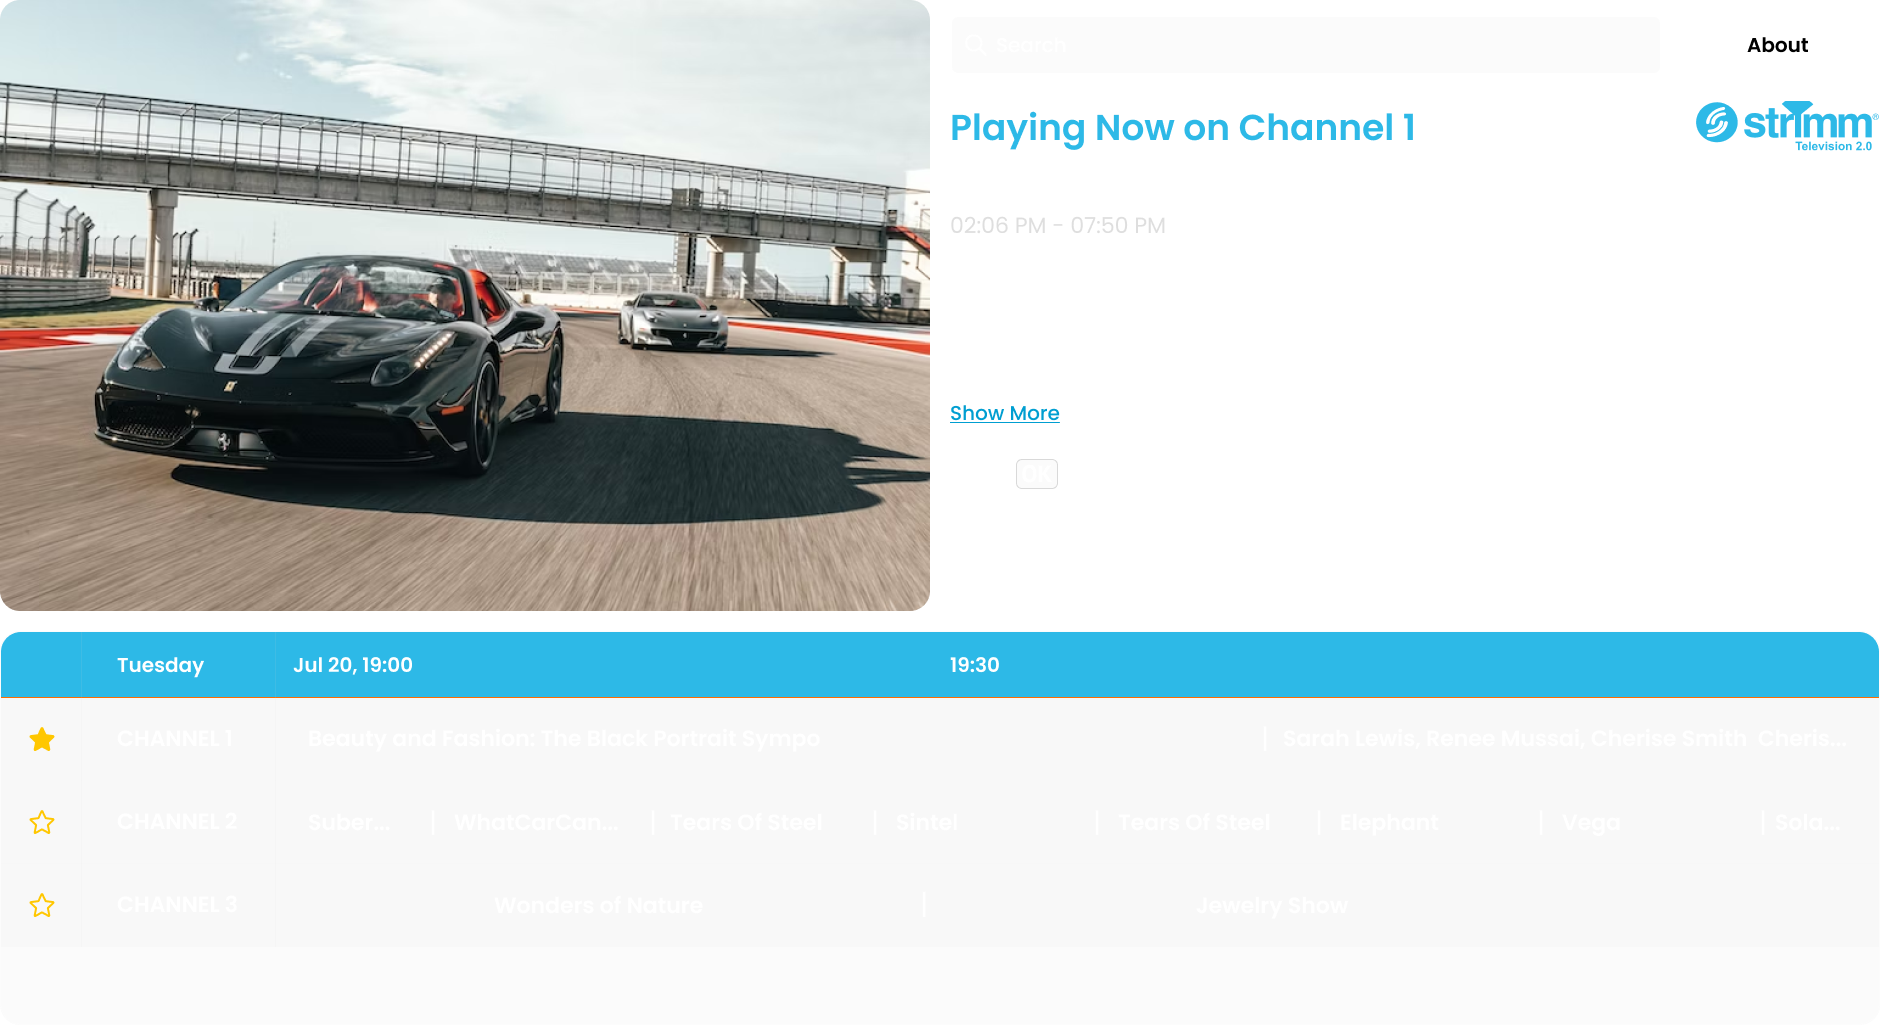 Search
About
Playing Now on Channel 1
strimm®
Television 2.0
02:06 PM - 07:50 PM
Show More
OK
Tuesday Jul 20, 19:00 19:30
CHANNEL 1 Beauty and Fashion: The Black Portrait Sympo | Sarah Lewis, Renee Mussai, Cherise Smith Cheris...
CHANNEL 2 Suber... | WhatCarCan... | Tears Of Steel | Sintel | Tears Of Steel | Elephant | Vega | Sola...
CHANNEL 3 Wonders of Nature | Jewelry Show